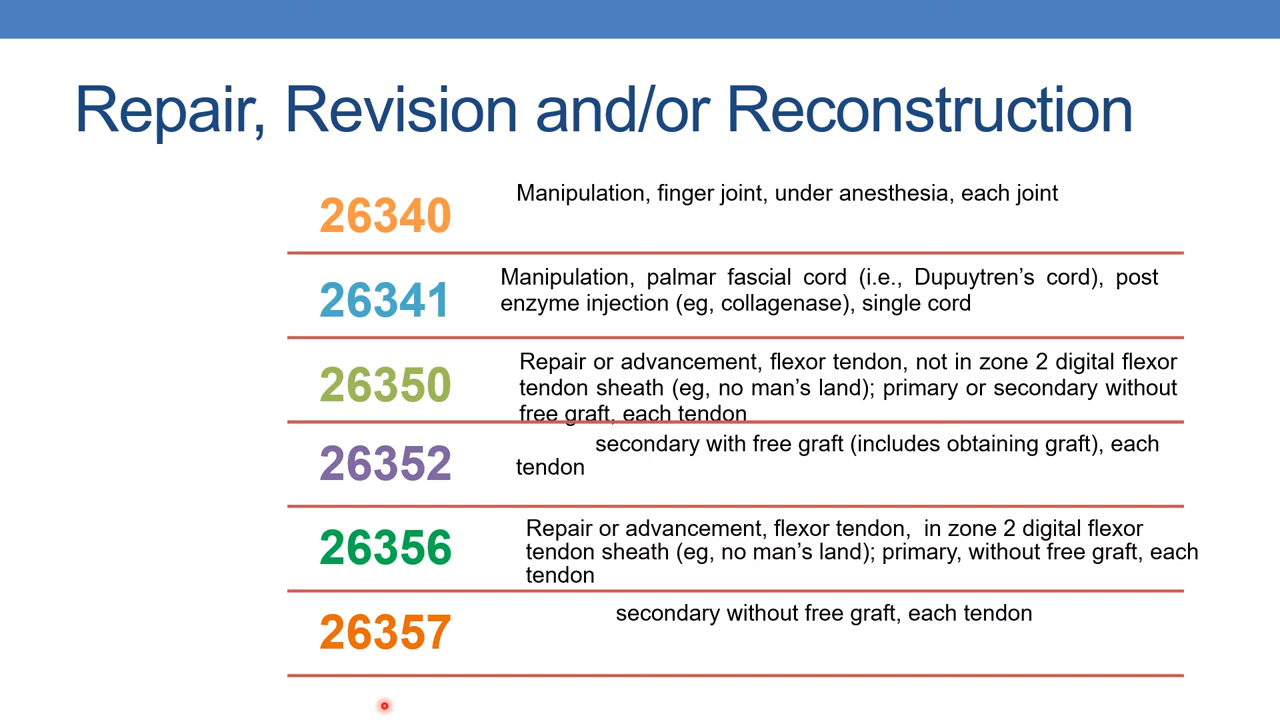 Repair, Revision and/or Reconstruction
26340
Manipulation, finger joint, under anesthesia, each joint
26341
Manipulation, palmar fascial cord (i.e., Dupuytren’s cord), post
enzyme injection (eg, collagenase), single cord
26350
Repair or advancement, flexor tendon, not in zone 2 digital flexor
tendon sheath (eg, no man’s land); primary or secondary without
free graft, each tendon
26352
secondary with free graft (includes obtaining graft), each
tendon
26356
Repair or advancement, flexor tendon, in zone 2 digital flexor
tendon sheath (eg, no man’s land); primary, without free graft, each
tendon
26357
secondary without free graft, each tendon